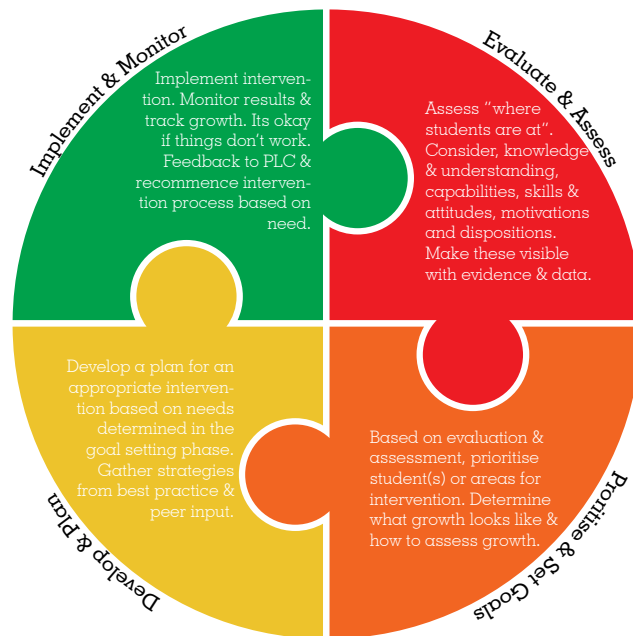 Implement & Monitor
Implement interven-
tion. Monitor results &
track growth. Its okay
if things don't work.
Feedback to PLC &
recommence interven-
tion process based on
need.
Evaluate & Assess
Assess “where
students are at”.
Consider, knowledge
& understanding,
capabilities, skills &
attitudes, motivations
and dispositions.
Make these visible
with evidence & data.
Develop a plan for an
appropriate interven-
tion based on needs
determined in the
goal setting phase.
Gather strategies
from best practice &
peer input.
Develop & Plan
Based on evaluation &
assessment, prioritise
student(s) or areas for
intervention. Determine
what growth looks like &
how to assess growth.
Prioritise & Set Goals